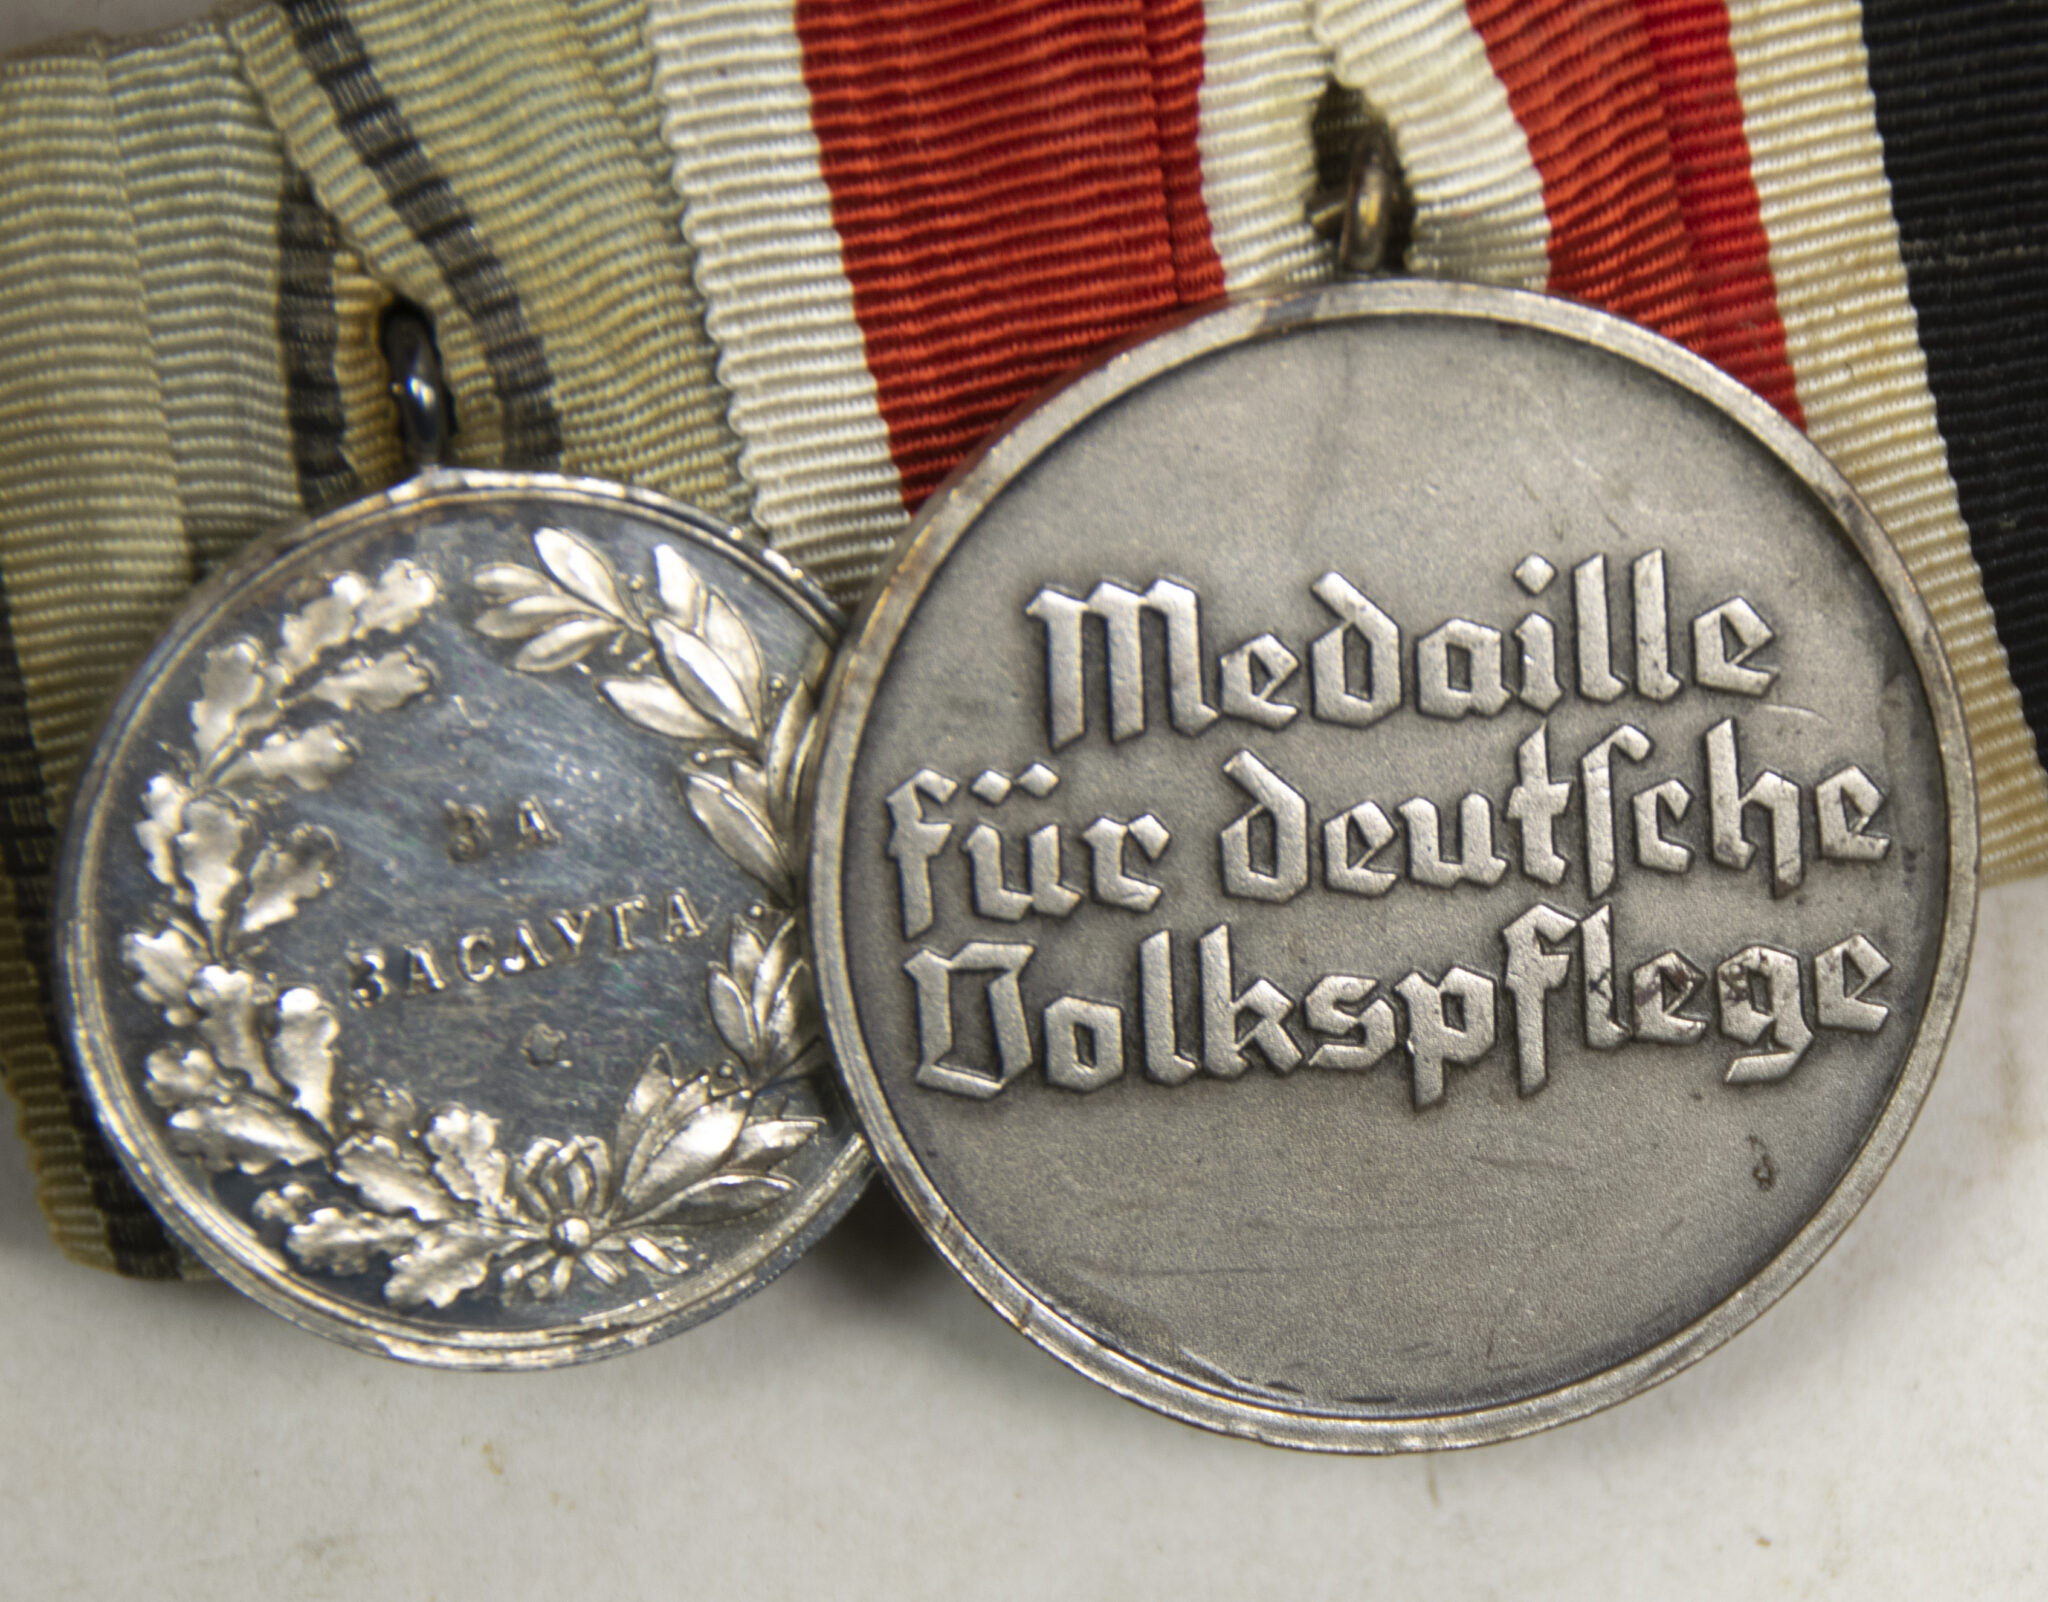 ЗА
ЗАСЛУГА
Medaille
für deutſche
Volkspflege